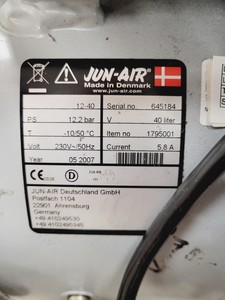 JUN-AIR®
Made in Denmark
www.jun-air.com
12-40 Serial no. 645184
PS 12,2 bar V 40 liter
T -10/50 °C Item no 1795001
Volt 230V~/50Hz Current 5.8 A
Year 05 2007
JUN-AIR Deutschland GmbH
Postfach 1104
22901 Ahrensburg
Germany